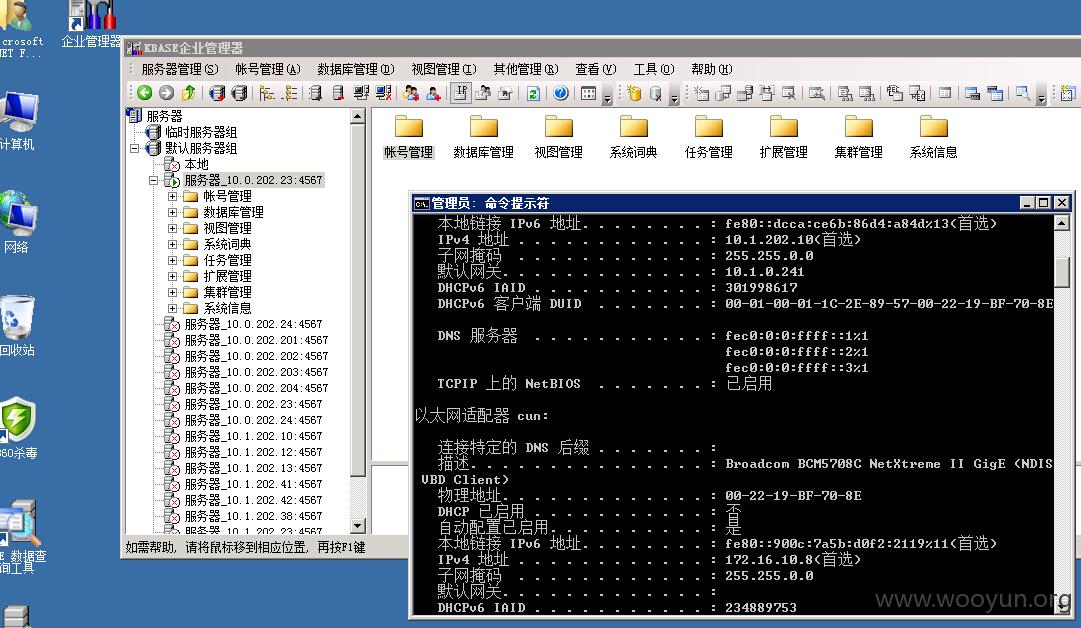 crosoft
ET F...
企业管理器
计算机
网络
回收站
360杀毒
E 数据查
询工具
KBASE企业管理器
服务器管理(S) 帐号管理(A) 数据库管理(D) 视图管理(I) 其他管理(R) 查看(V) 工具(O) 帮助(H)
服务器
临时服务器组
默认服务器组
本地
服务器_10.0.202.23:4567
帐号管理
数据库管理
视图管理
系统词典
任务管理
扩展管理
集群管理
系统信息
服务器_10.0.202.24:4567
服务器_10.0.202.201:4567
服务器_10.0.202.202:4567
服务器_10.0.202.203:4567
服务器_10.0.202.204:4567
服务器_10.0.202.23:4567
服务器_10.0.202.24:4567
服务器_10.1.202.10:4567
服务器_10.1.202.12:4567
服务器_10.1.202.13:4567
服务器_10.1.202.41:4567
服务器_10.1.202.42:4567
服务器_10.1.202.38:4567
服务器_10.1.202.23:4567
如需帮助, 请将鼠标移到相应位置, 再按F1键
帐号管理 数据库管理 视图管理 系统词典 任务管理 扩展管理 集群管理 系统信息
管理员: 命令提示符
本地链接 IPv6 地址. . . . . . . . : fe80::dcca:ce6b:86d4:a84d%13(首选)
IPv4 地址 . . . . . . . . . . . . : 10.1.202.10(首选)
子网掩码 . . . . . . . . . . . . : 255.255.0.0
默认网关. . . . . . . . . . . . . : 10.1.0.241
DHCPv6 IAID . . . . . . . . . . . : 301998617
DHCPv6 客户端 DUID . . . . . . . : 00-01-00-01-1C-2E-89-57-00-22-19-BF-70-8E
DNS 服务器 . . . . . . . . . . . : fec0:0:0:ffff::1%1
fec0:0:0:ffff::2%1
fec0:0:0:ffff::3%1
TCPIP 上的 NetBIOS . . . . . . . : 已启用
以太网适配器 cun:
连接特定的 DNS 后缀 . . . . . . . :
描述. . . . . . . . . . . . . . . : Broadcom BCM5708C NetXtreme II GigE (NDIS
VBD Client)
物理地址. . . . . . . . . . . . . : 00-22-19-BF-70-8E
DHCP 已启用 . . . . . . . . . . . : 否
自动配置已启用. . . . . . . . . . : 是
本地链接 IPv6 地址. . . . . . . . : fe80::900c:7a5b:d0f2:2119%11(首选)
IPv4 地址 . . . . . . . . . . . . : 172.16.10.8(首选)
子网掩码 . . . . . . . . . . . . : 255.255.0.0
默认网关. . . . . . . . . . . . . :
DHCPv6 IAID . . . . . . . . . . . : 234889753
www.wooyun.org